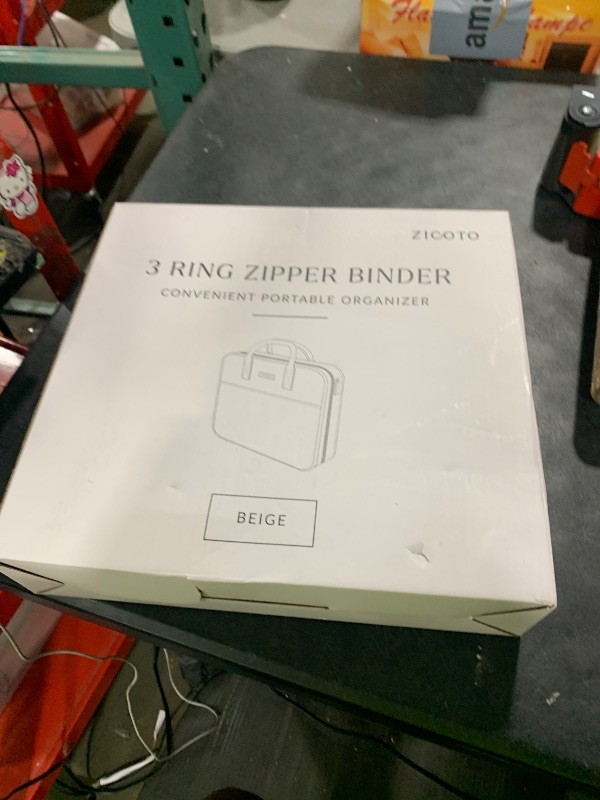 ZICOTO
3 RING ZIPPER BINDER
CONVENIENT PORTABLE ORGANIZER
BEIGE